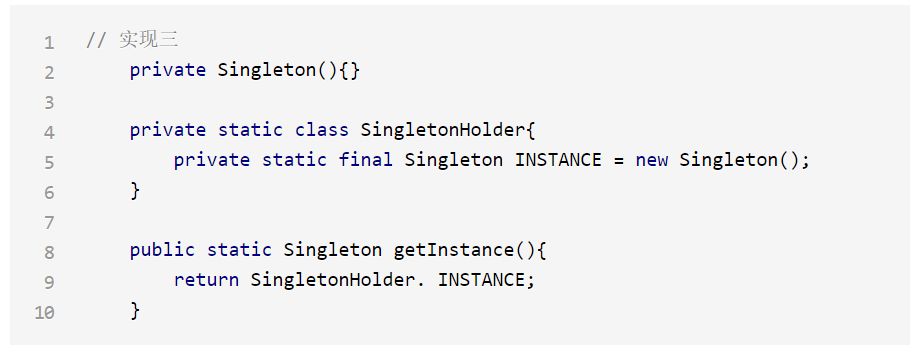 1 // 实现三
2     private Singleton(){}
3
4     private static class SingletonHolder{
5         private static final Singleton INSTANCE = new Singleton();
6     }
7
8     public static Singleton getInstance(){
9         return SingletonHolder. INSTANCE;
10     }